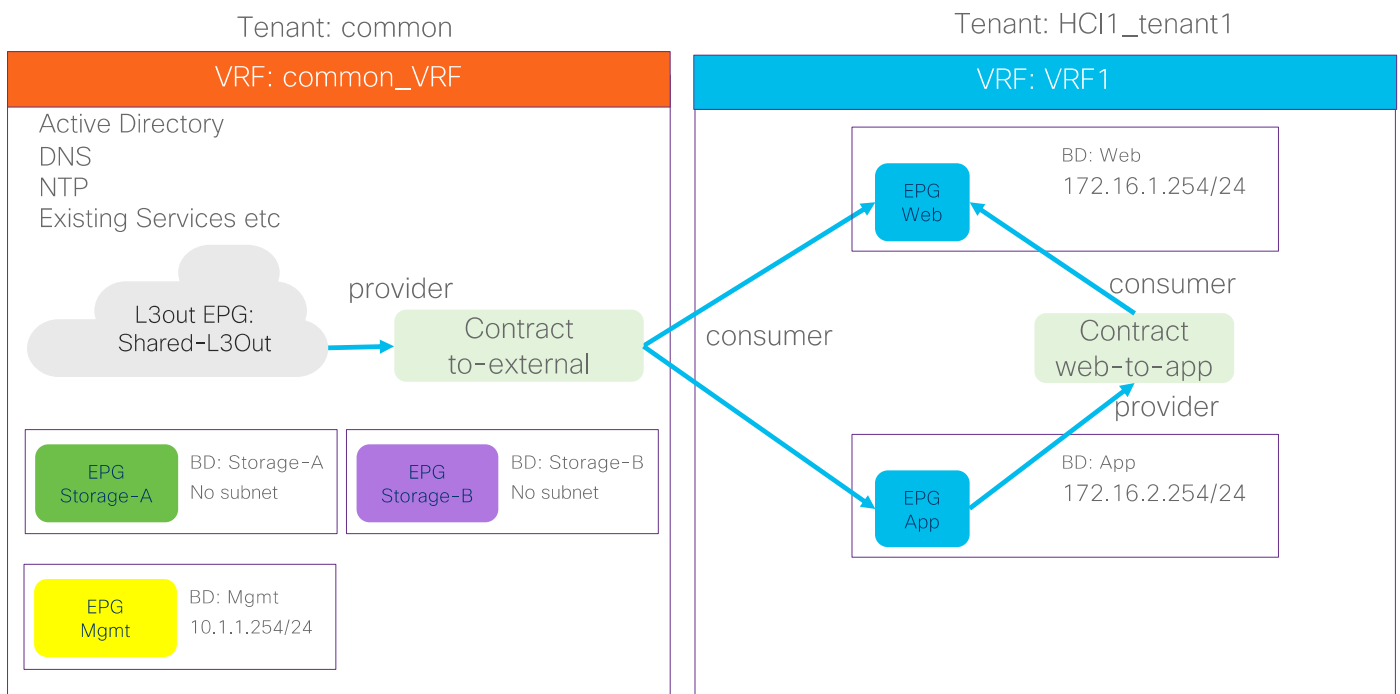 Tenant: common
VRF: common_VRF
Active Directory
DNS
NTP
Existing Services etc
L3out EPG:
Shared-L3Out
provider
Contract
to-external
EPG
Storage-A
BD: Storage-A
No subnet
EPG
Storage-B
BD: Storage-B
No subnet
EPG
Mgmt
BD: Mgmt
10.1.1.254/24
Tenant: HCI1_tenant1
VRF: VRF1
EPG
Web
BD: Web
172.16.1.254/24
consumer
consumer
Contract
web-to-app
provider
EPG
App
BD: App
172.16.2.254/24